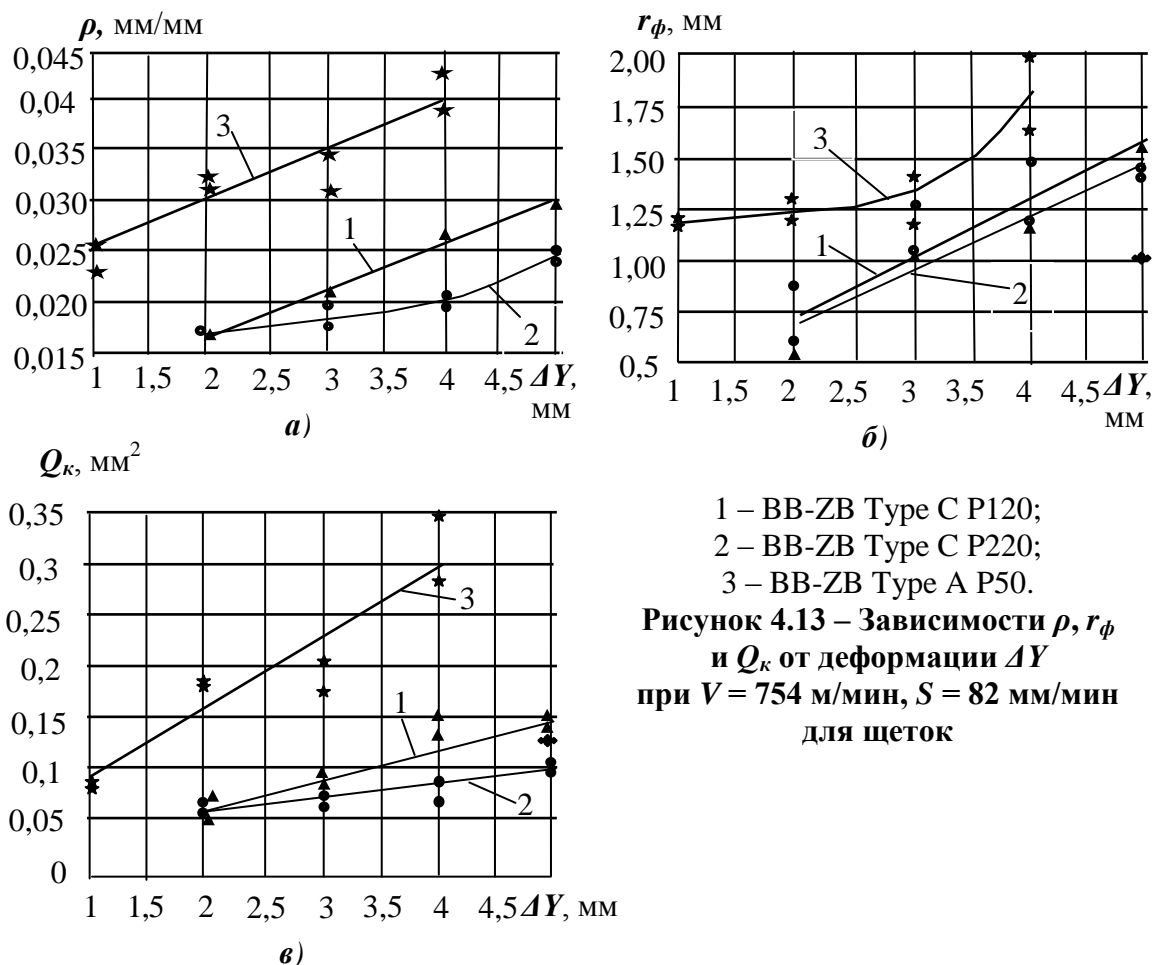 ρ, мм/мм
0,045
0,04
0,035
0,030
0,025
0,020
0,015
3
1
2
1 1,5 2 2,5 3 3,5 4 4,5 ΔY,
мм
а)
r_ф, мм
2,00
1,75
1,50
1,25
1,00
0,75
0,5
3
1
2
1 1,5 2 2,5 3 3,5 4 4,5 ΔY,
мм
б)
Q_к, мм²
0,35
0,3
0,25
0,2
0,15
0,1
0,05
0
3
1
2
1 1,5 2 2,5 3 3,5 4 4,5 ΔY, мм
в)
1 – BB-ZB Type C P120;
2 – BB-ZB Type C P220;
3 – BB-ZB Type A P50.
Рисунок 4.13 – Зависимости ρ, r_ф
и Q_к от деформации ΔY
при V = 754 м/мин, S = 82 мм/мин
для щеток